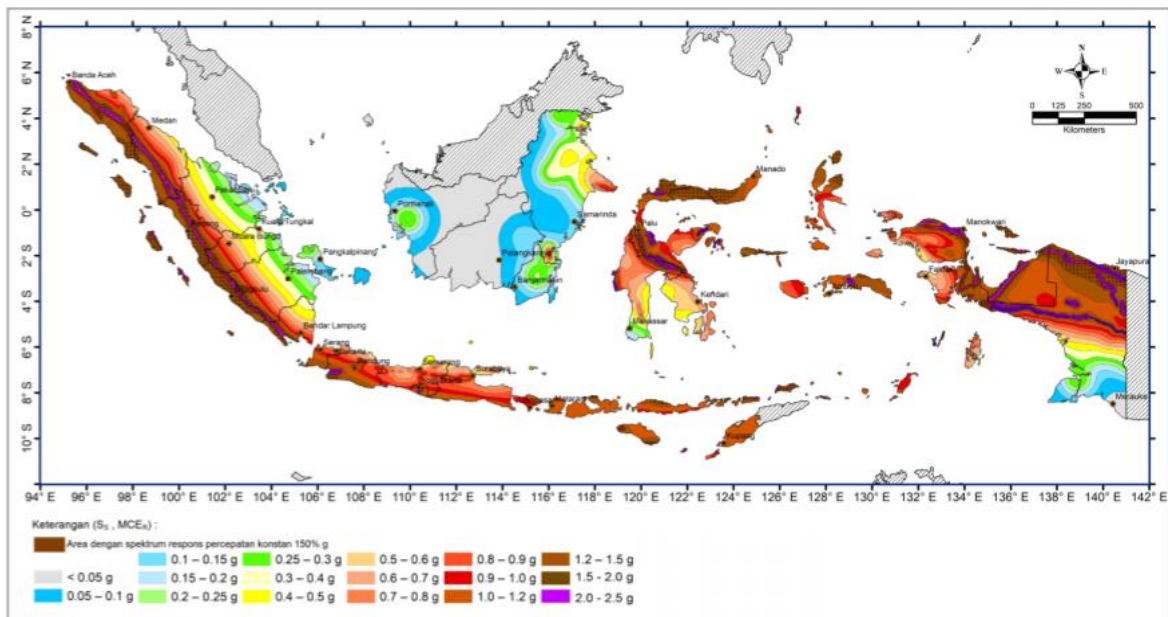 8° N
6° N
4° N
2° N
0°
2° S
4° S
6° S
8° S
10° S
N
W E
S
0 125 250 500
Kilometers
Banda Aceh
Medan
Pekanbaru
Kuala Tungkal
Muara Bungo
Pangkalpinang
Palembang
Bengkulu
Bandar Lampung
Serang
Jakarta
Bandung
Semarang
Surabaya
Mataram
Kupang
Pontianak
Samarinda
Palangkaraya
Banjarmasin
Manado
Palu
Kendari
Makassar
Manokwari
Jayapura
Merauke
94° E 96° E 98° E 100° E 102° E 104° E 106° E 108° E 110° E 112° E 114° E 116° E 118° E 120° E 122° E 124° E 126° E 128° E 130° E 132° E 134° E 136° E 138° E 140° E 142° E
Keterangan (Sₛ , MCEᵣ) :
Area dengan spektrum respons percepatan konstan 150% g
0.1 – 0.15 g 0.25 – 0.3 g 0.5 – 0.6 g 0.8 – 0.9 g 1.2 – 1.5 g
< 0.05 g 0.15 – 0.2 g 0.3 – 0.4 g 0.6 – 0.7 g 0.9 – 1.0 g 1.5 - 2.0 g
0.05 – 0.1 g 0.2 – 0.25 g 0.4 – 0.5 g 0.7 – 0.8 g 1.0 – 1.2 g 2.0 - 2.5 g